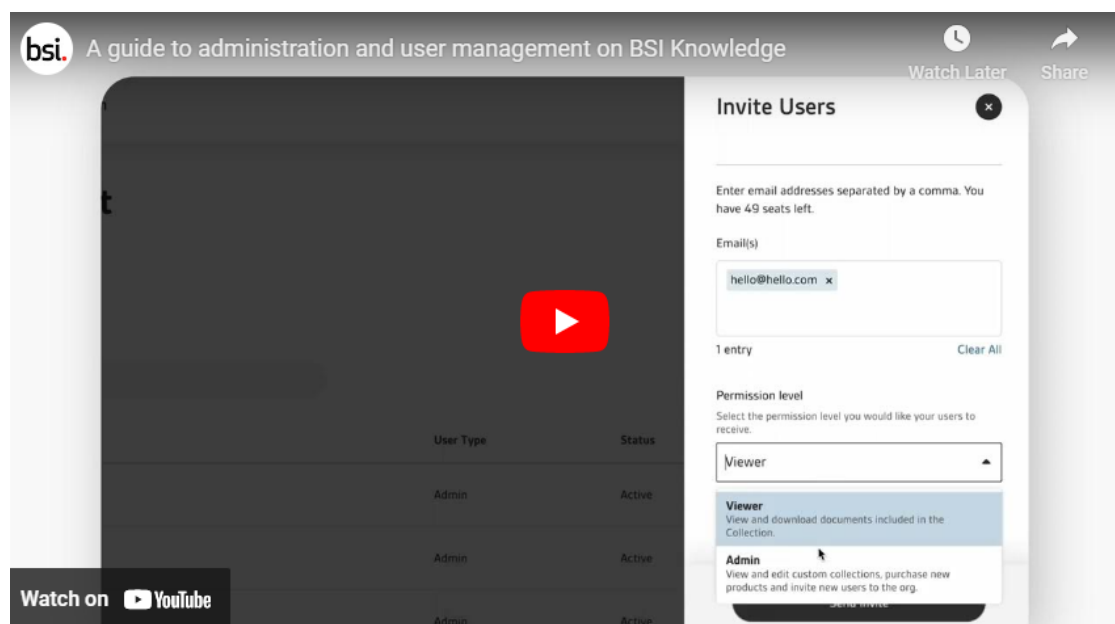 bsi. A guide to administration and user management on BSI Knowledge
Watch Later
Share
Invite Users
Enter email addresses separated by a comma. You
have 49 seats left.
Email(s)
hello@hello.com ×
1 entry
Clear All
Permission level
Select the permission level you would like your users to
receive.
Viewer
User Type
Status
Viewer
View and download documents included in the
Collection.
Admin
Active
Admin
View and edit custom collections, purchase new
products and invite new users to the org.
Admin
Active
Send Invite
Admin
Active
Watch on YouTube